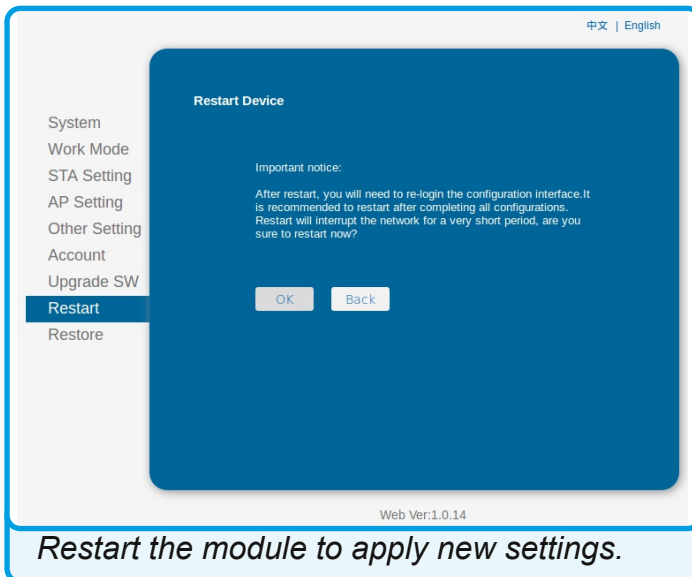 中文 | English
System
Work Mode
STA Setting
AP Setting
Other Setting
Account
Upgrade SW
Restart
Restore
Restart Device
Important notice:
After restart, you will need to re-login the configuration interface.It
is recommended to restart after completing all configurations.
Restart will interrupt the network for a very short period, are you
sure to restart now?
OK Back
Web Ver:1.0.14
Restart the module to apply new settings.